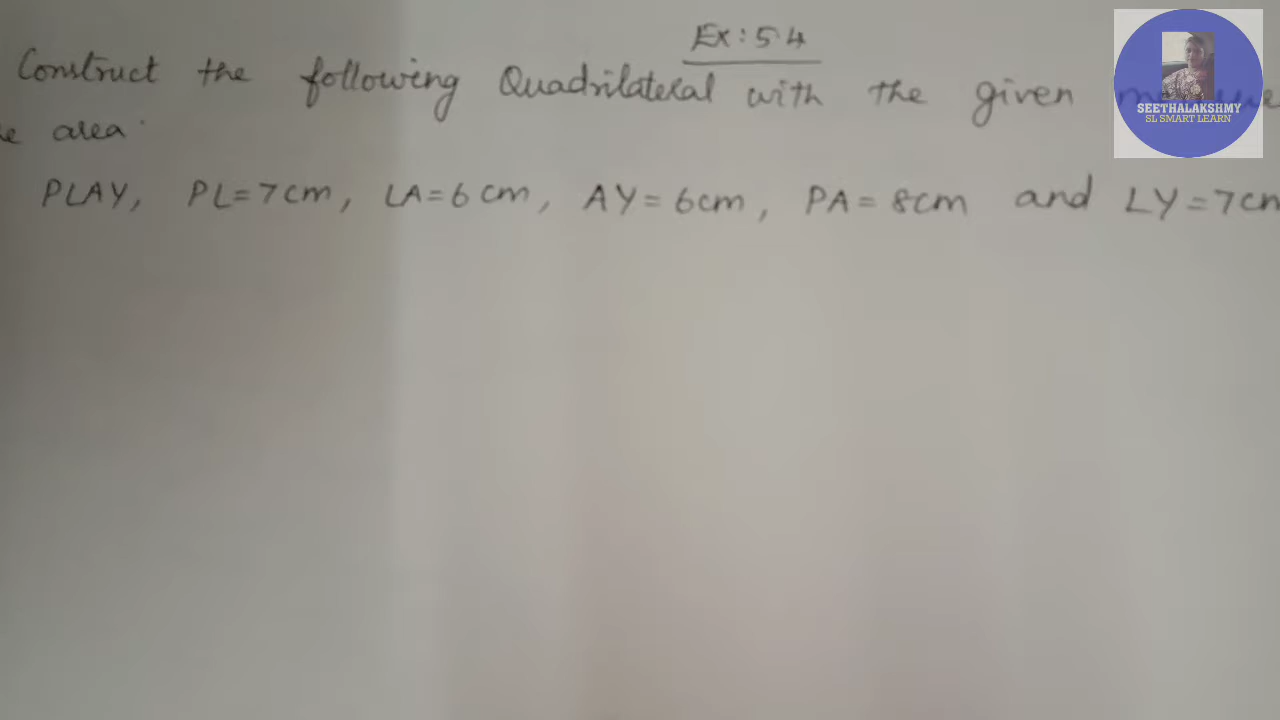 Ex: 5.4
Construct the following Quadrilateral with the given
area.
PLAY, PL = 7cm, LA = 6cm, AY = 6cm, PA = 8cm and LY = 7cm
SEETHALAKSHMY
SL SMART LEARN